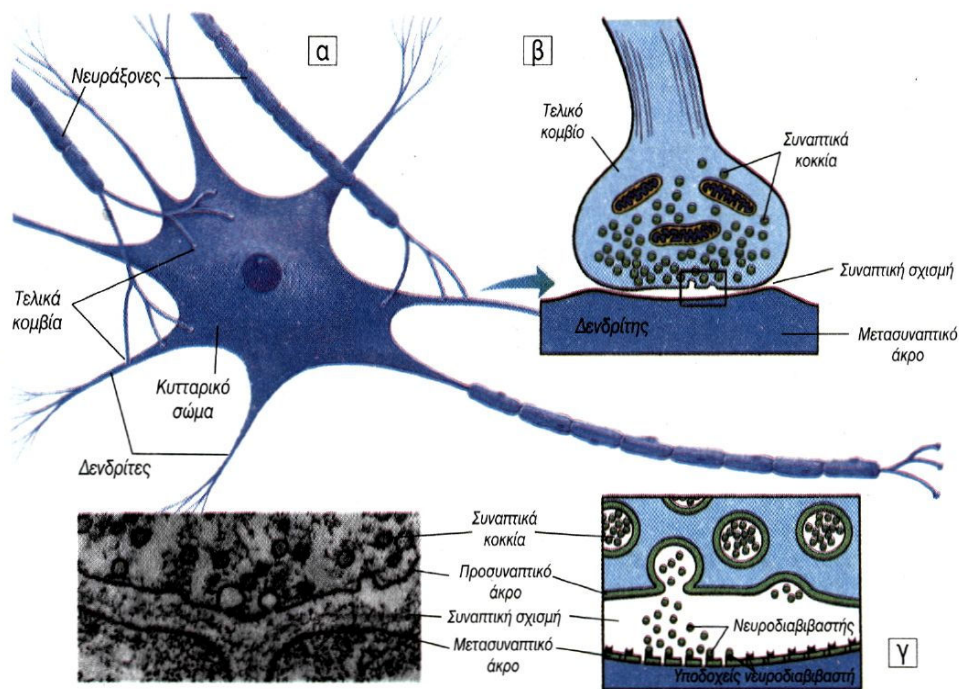 α
Νευράξονες
Τελικά
κομβία
Κυτταρικό
σώμα
Δενδρίτες
β
Τελικό
κομβίο
Συναπτικά
κοκκία
Συναπτική σχισμή
Δενδρίτης
Μετασυναπτικό
άκρο
Συναπτικά
κοκκία
Προσυναπτικό
άκρο
Συναπτική σχισμή
Μετασυναπτικό
άκρο
Νευροδιαβιβαστής
Υποδοχείς νευροδιαβιβαστή
γ